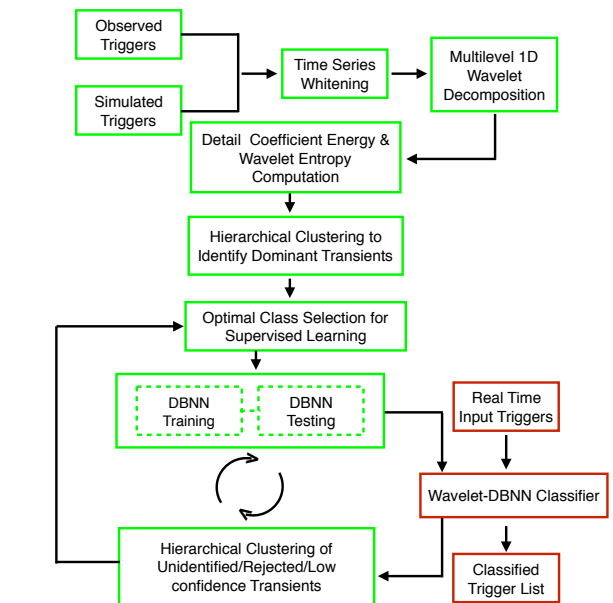 Observed
Triggers
Simulated
Triggers
Time Series
Whitening
Multilevel 1D
Wavelet
Decomposition
Detail Coefficient Energy &
Wavelet Entropy
Computation
Hierarchical Clustering to
Identify Dominant Transients
Optimal Class Selection for
Supervised Learning
DBNN
Training
DBNN
Testing
Real Time
Input Triggers
Wavelet-DBNN Classifier
Hierarchical Clustering of
Unidentified/Rejected/Low
confidence Transients
Classified
Trigger List